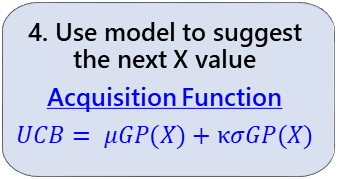 4. Use model to suggest
the next X value
Acquisition Function
UCB = μGP(X) + κσGP(X)